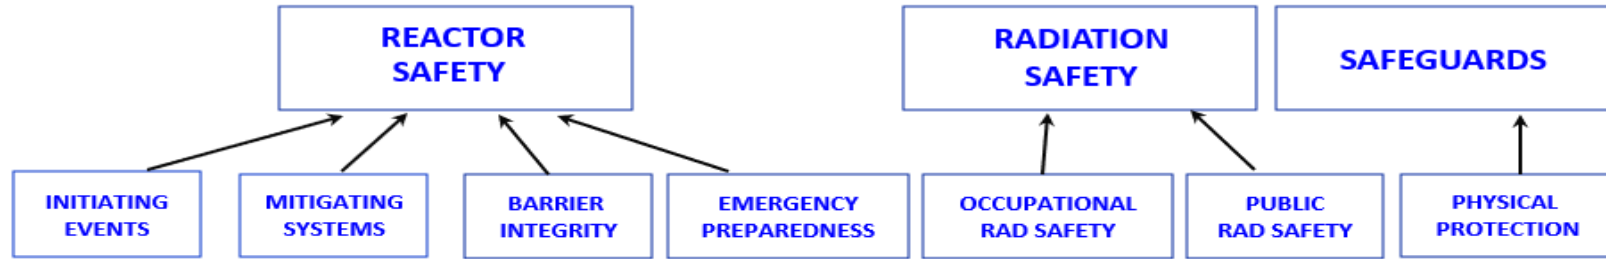 REACTOR
SAFETY
RADIATION
SAFETY
SAFEGUARDS
INITIATING
EVENTS
MITIGATING
SYSTEMS
BARRIER
INTEGRITY
EMERGENCY
PREPAREDNESS
OCCUPATIONAL
RAD SAFETY
PUBLIC
RAD SAFETY
PHYSICAL
PROTECTION